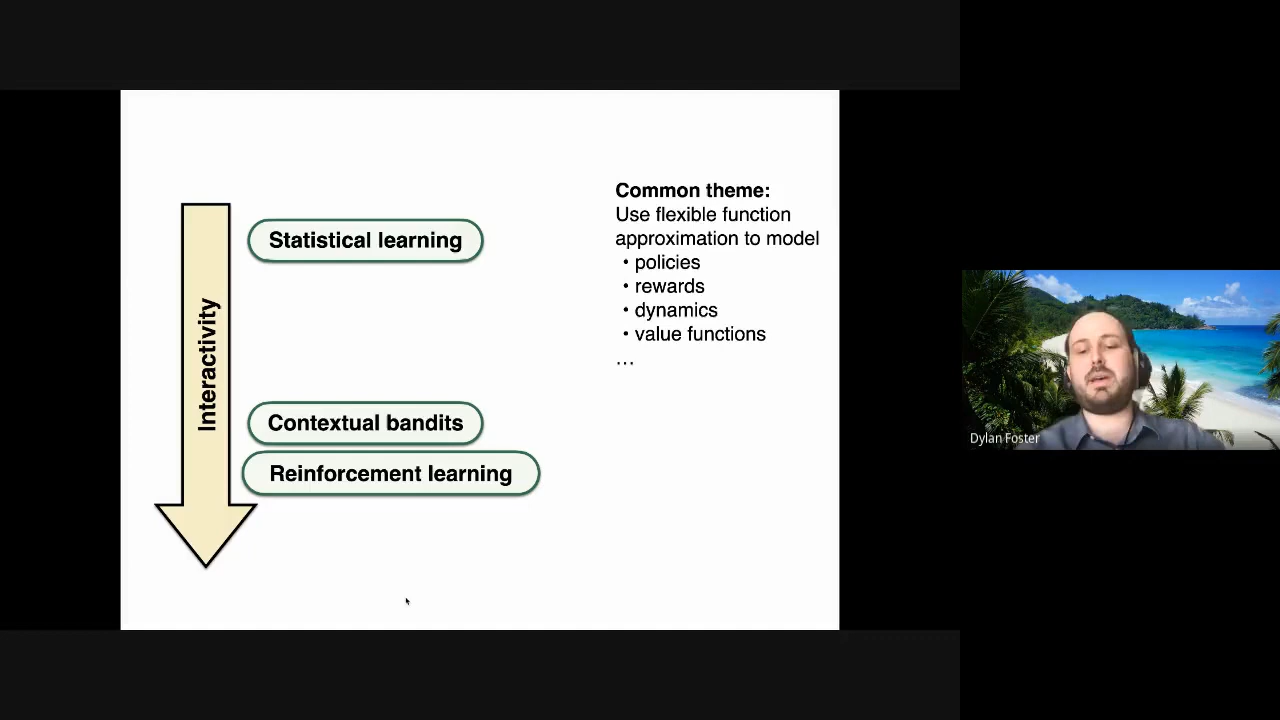 Interactivity
Statistical learning
Contextual bandits
Reinforcement learning
Common theme:
Use flexible function
approximation to model
• policies
• rewards
• dynamics
• value functions
...
Dylan Foster